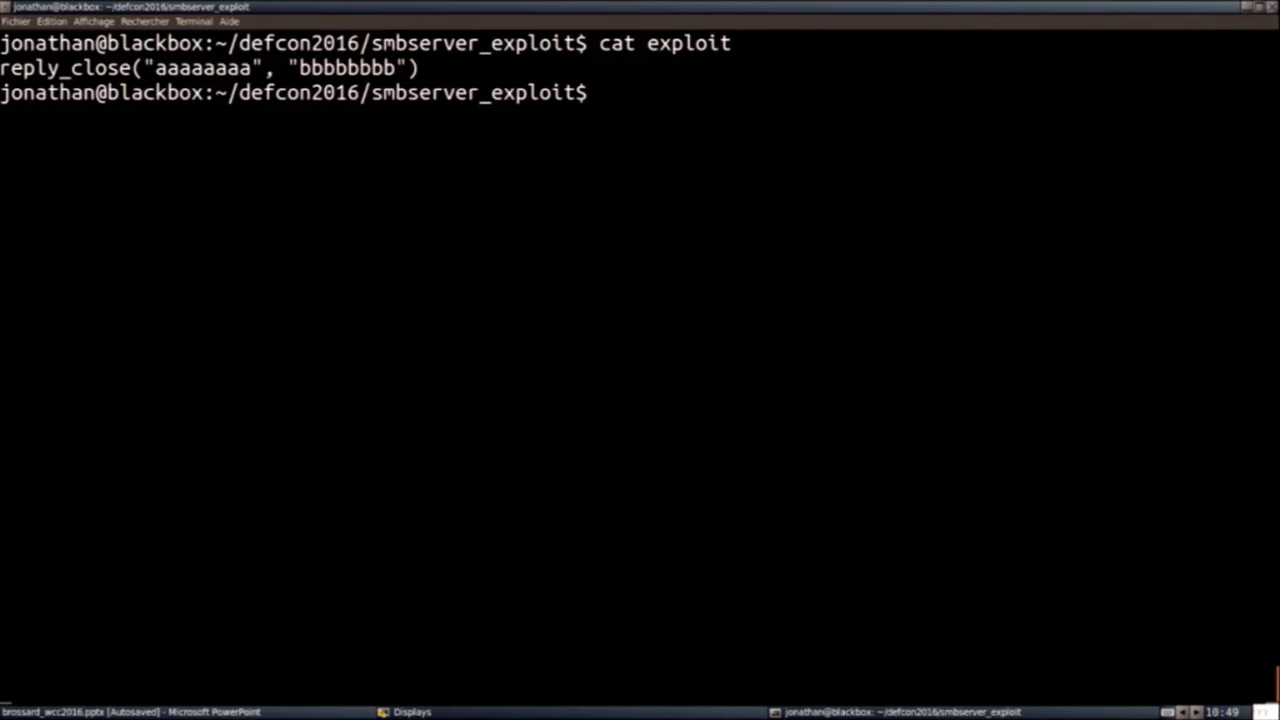 jonathan@blackbox: ~/defcon2016/smbserver_exploit
Fichier Édition Affichage Rechercher Terminal Aide
jonathan@blackbox:~/defcon2016/smbserver_exploit$ cat exploit
reply_close("aaaaaaaa", "bbbbbbbb")
jonathan@blackbox:~/defcon2016/smbserver_exploit$
brossard_wcc2016.pptx [Autosaved] - Microsoft PowerPoint Displays jonathan@blackbox: ~/defcon2016/smbserver_exploit 10:49